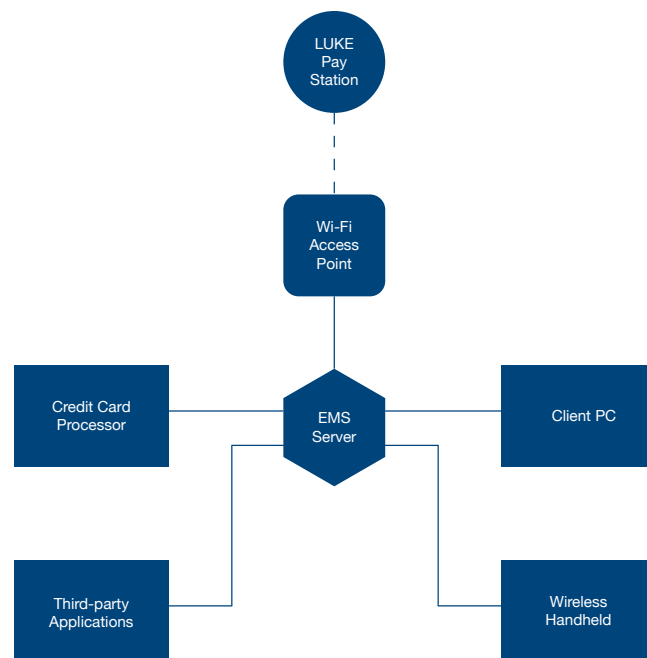 LUKE
Pay
Station
Wi-Fi
Access
Point
Credit Card
Processor
EMS
Server
Client PC
Third-party
Applications
Wireless
Handheld